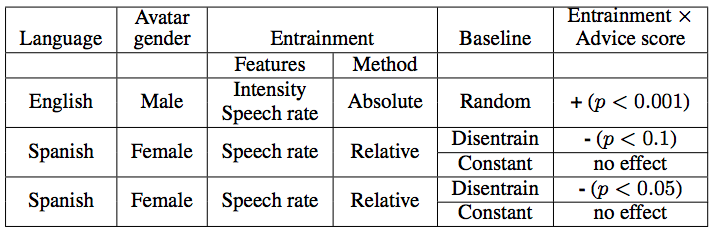 Language Avatar gender Entrainment Baseline Entrainment × Advice score
Features Method
English Male Intensity Speech rate Absolute Random + (p < 0.001)
Spanish Female Speech rate Relative Disentrain - (p < 0.1)
Constant no effect
Spanish Female Speech rate Relative Disentrain - (p < 0.05)
Constant no effect